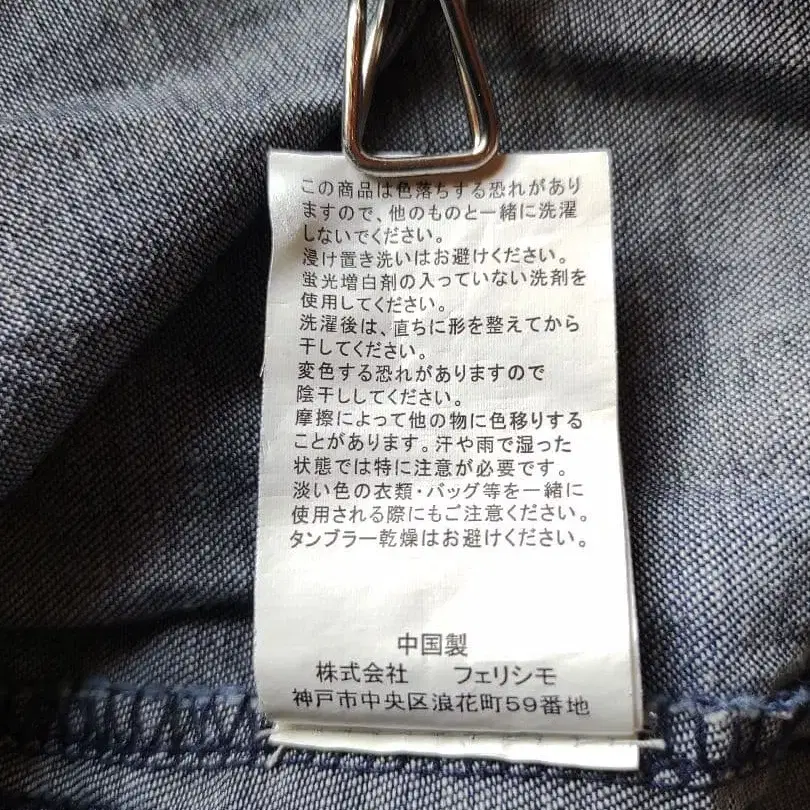 この商品は色落ちする恐れがあり
ますので、他のものと一緒に洗濯
しないでください。
浸け置き洗いはお避けください。
蛍光増白剤の入っていない洗剤を
使用してください。
洗濯後は、直ちに形を整えてから
干してください。
変色する恐れがありますので
陰干ししてください。
摩擦によって他の物に色移りする
ことがあります。汗や雨で湿った
状態では特に注意が必要です。
淡い色の衣類・バッグ等を一緒に
使用される際にもご注意ください。
タンブラー乾燥はお避けください。
中国製
株式会社　フェリシモ
神戸市中央区浪花町59番地